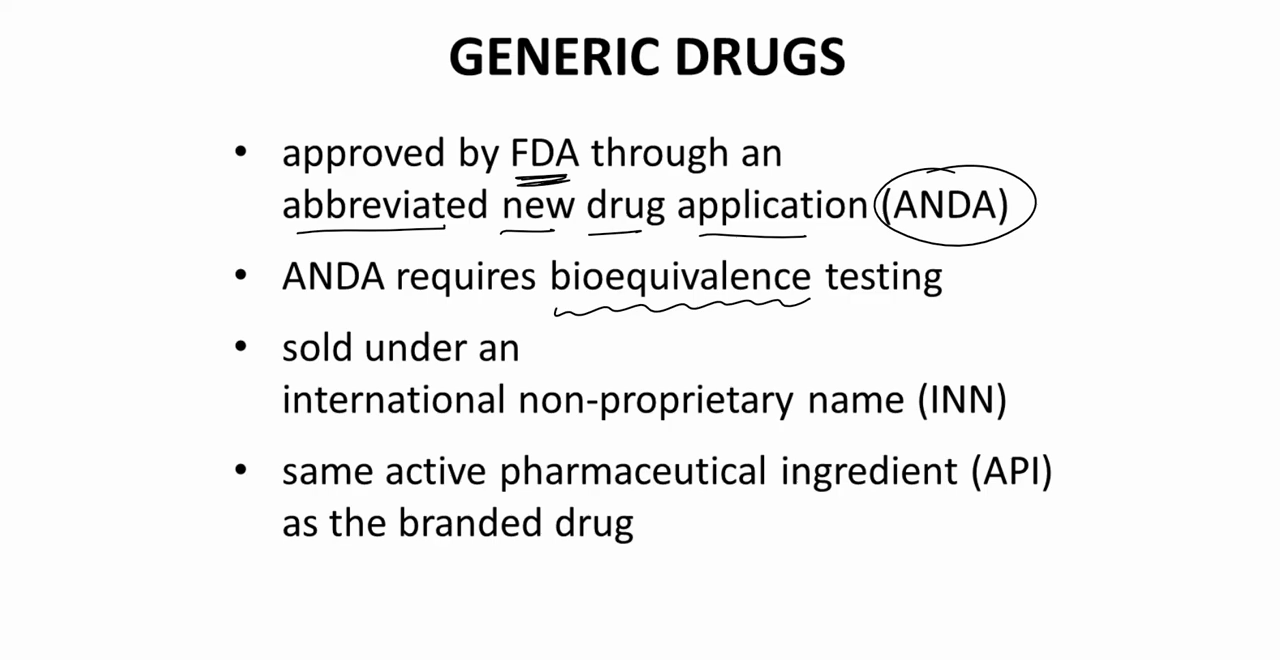 GENERIC DRUGS
• approved by FDA through an
abbreviated new drug application (ANDA)
• ANDA requires bioequivalence testing
• sold under an
international non-proprietary name (INN)
• same active pharmaceutical ingredient (API)
as the branded drug